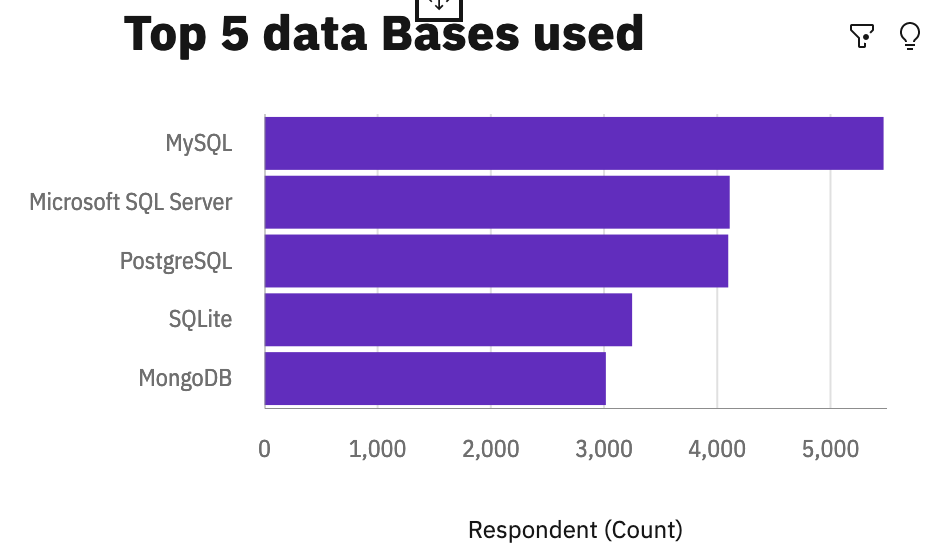 Top 5 data Bases used
MySQL
Microsoft SQL Server
PostgreSQL
SQLite
MongoDB
0 1,000 2,000 3,000 4,000 5,000
Respondent (Count)